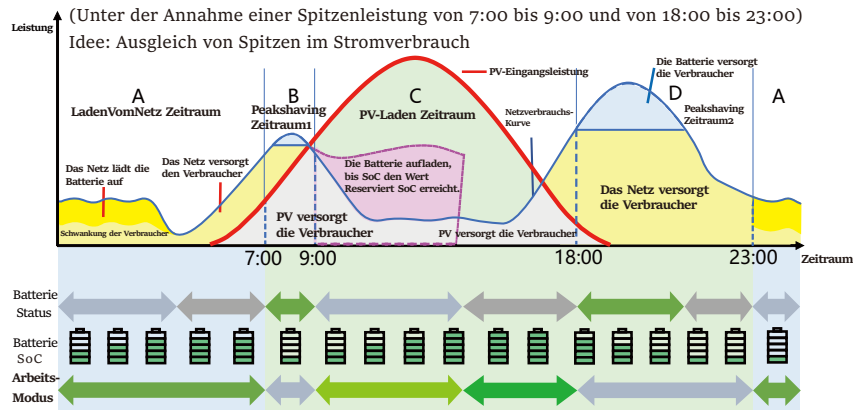 (Unter der Annahme einer Spitzenleistung von 7:00 bis 9:00 und von 18:00 bis 23:00)
Leistung
Idee: Ausgleich von Spitzen im Stromverbrauch
Die Batterie versorgt
die Verbraucher
PV-Eingangsleistung
A
B
C
D
A
LadenVomNetz Zeitraum
Peakshaving
Zeitraum1
PV-Laden Zeitraum
Netzverbrauchs-
Kurve
Peakshaving
Zeitraum2
Das Netz lädt die
Batterie auf
Das Netz versorgt
den Verbraucher
Die Batterie aufladen,
bis SoC den Wert
Reserviert SoC erreicht.
Das Netz versorgt
die Verbraucher
PV versorgt
die Verbraucher
Schwankung der Verbraucher
PV versorgt die Verbraucher
7:00
9:00
18:00
23:00
Zeitraum
Batterie
Status
Batterie
SoC
Arbeits-
Modus